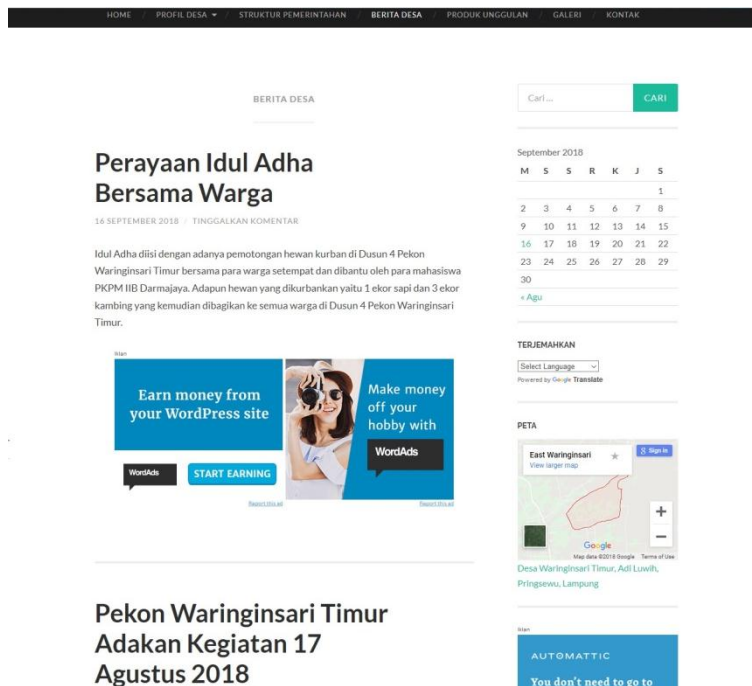 HOME / PROFIL DESA / STRUKTUR PEMERINTAHAN / BERITA DESA / PRODUK UNGGULAN / GALERI / KONTAK
BERITA DESA
Perayaan Idul Adha
Bersama Warga
16 SEPTEMBER 2018 / TINGGALKAN KOMENTAR
Idul Adha diisi dengan adanya pemotongan hewan kurban di Dusun 4 Pekon
Waringinsari Timur bersama para warga setempat dan dibantu oleh para mahasiswa
PKPM IIB Darmajaya. Adapun hewan yang dikurbankan yaitu 1 ekor sapi dan 3 ekor
kambing yang kemudian dibagikan ke semua warga di Dusun 4 Pekon Waringinsari
Timur.
Iklan
Earn money from
your WordPress site
WordAds
START EARNING
Report this ad
Make money
off your
hobby with
WordAds
Report this ad
Pekon Waringinsari Timur
Adakan Kegiatan 17
Agustus 2018
Cari ...
CARI
September 2018
M S S R K J S
1
2 3 4 5 6 7 8
9 10 11 12 13 14 15
16 17 18 19 20 21 22
23 24 25 26 27 28 29
30
« Agu
TERJEMAHKAN
Select Language
Powered by Google Translate
PETA
East Waringinsari
View larger map
Sign in
Google
Map data ©2018 Google Terms of Use
Desa Waringinsari Timur, Adi Luwih,
Pringsewu, Lampung
Iklan
AUTOMATTIC
You don't need to go to